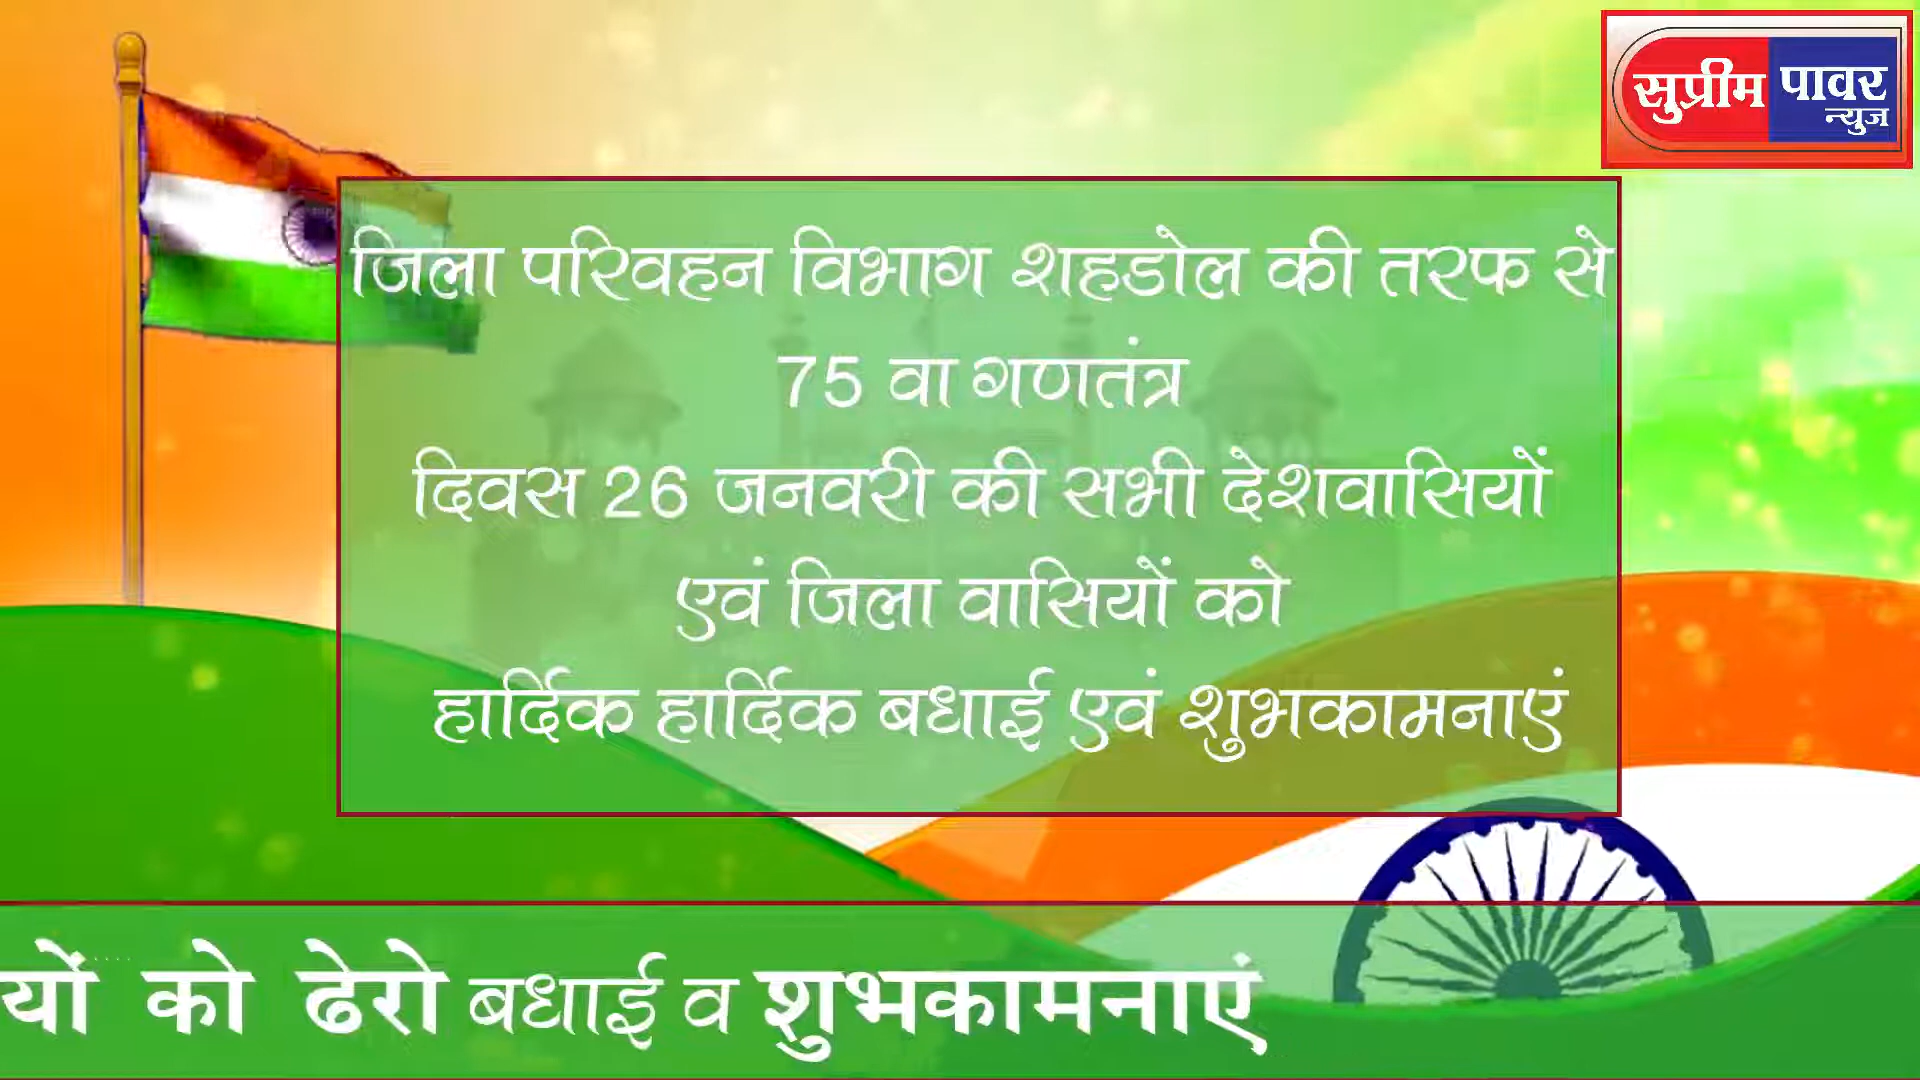 सुप्रीम पावर
न्युज
जिला परिवहन विभाग शहडोल की तरफ से
75 वा गणतंत्र
दिवस 26 जनवरी की सभी देशवासियों
एवं जिला वासियों को
हार्दिक हार्दिक बधाई एवं शुभकामनाएं
यों को ढेरो बधाई व शुभकामनाएं